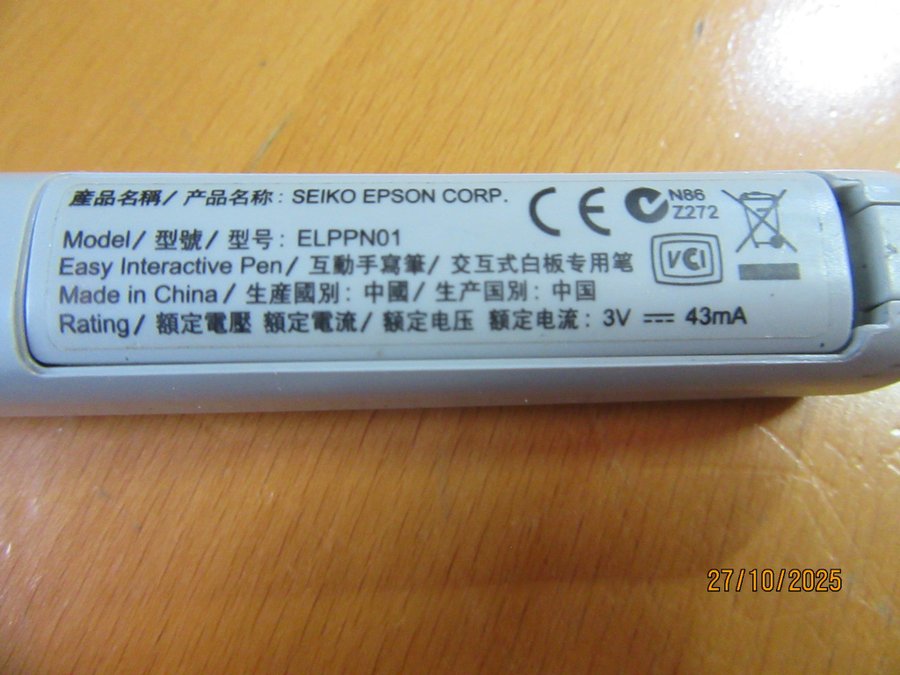 產品名稱/ 产品名称: SEIKO EPSON CORP.
CE
N86
Z272
Model/ 型號/ 型号: ELPPN01
Easy Interactive Pen/ 互動手寫筆/ 交互式白板专用笔
VCI
Made in China/ 生産國別: 中國/ 生产国别: 中国
Rating/ 額定電壓 額定電流/ 额定电压 额定电流: 3V ⎓ 43mA
27/10/2025